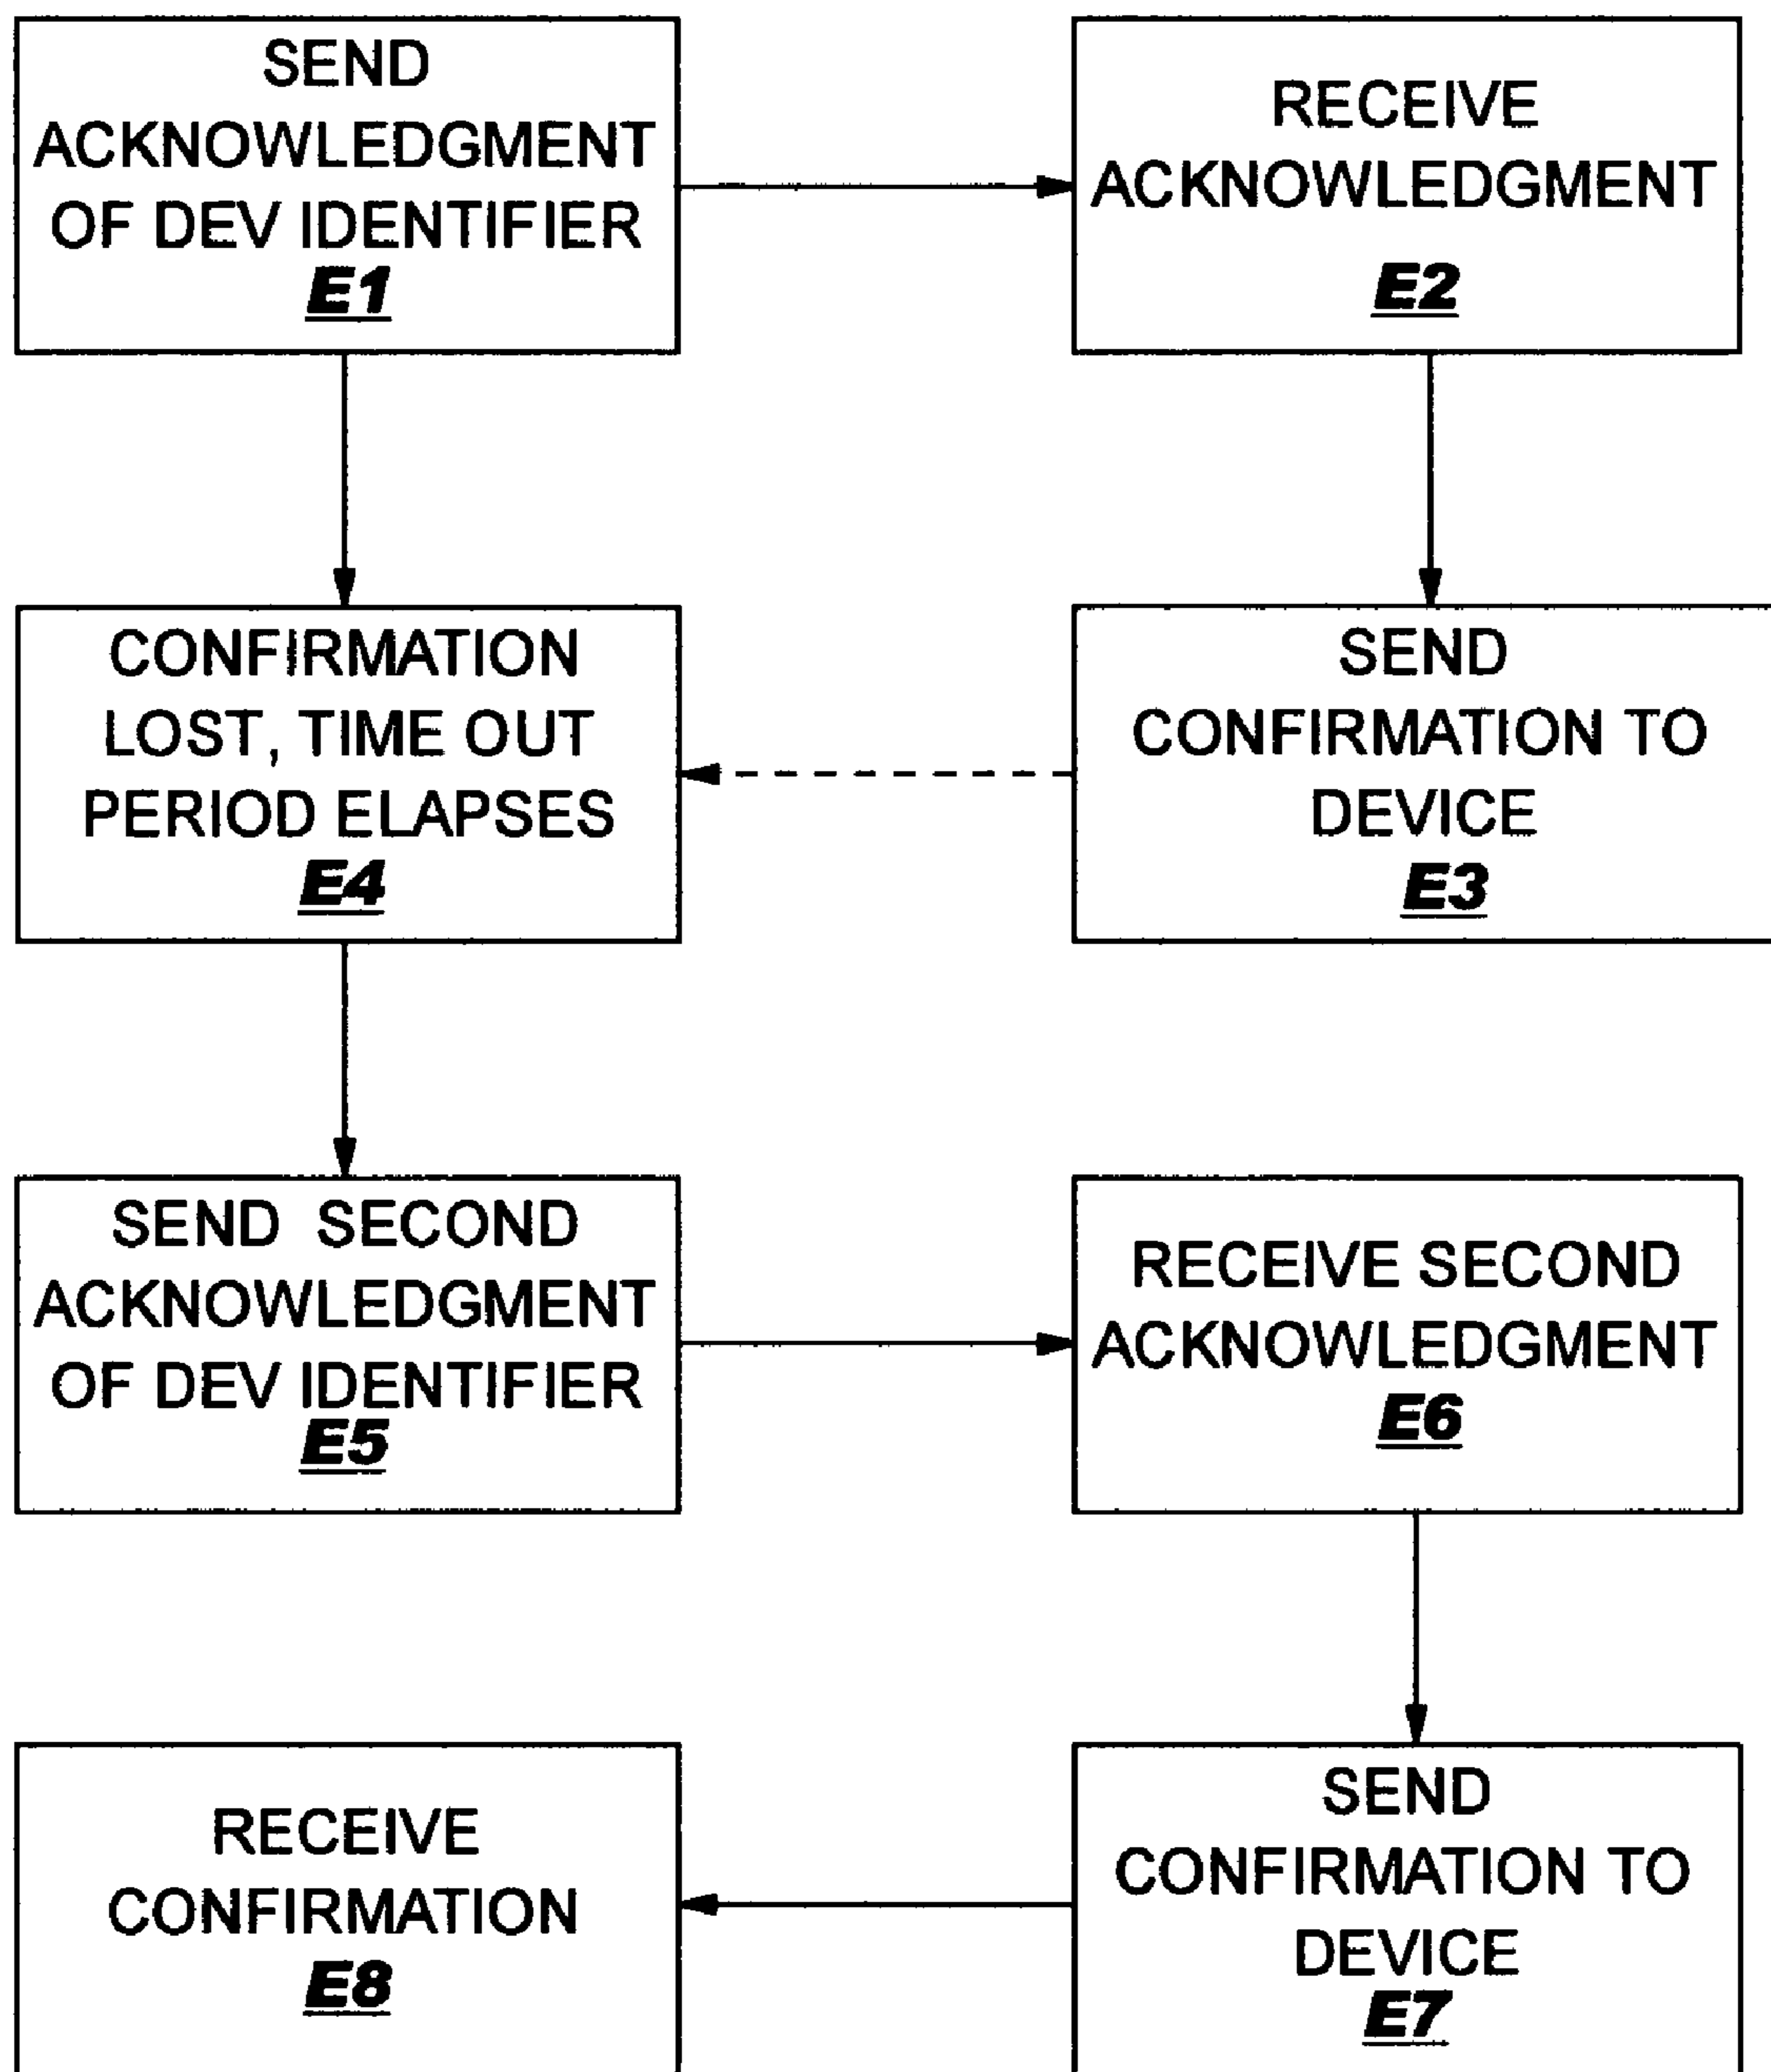 SEND
ACKNOWLEDGMENT
OF DEV IDENTIFIER
E1
RECEIVE
ACKNOWLEDGMENT
E2
CONFIRMATION
LOST, TIME OUT
PERIOD ELAPSES
E4
SEND
CONFIRMATION TO
DEVICE
E3
SEND SECOND
ACKNOWLEDGMENT
OF DEV IDENTIFIER
E5
RECEIVE SECOND
ACKNOWLEDGMENT
E6
RECEIVE
CONFIRMATION
E8
SEND
CONFIRMATION TO
DEVICE
E7